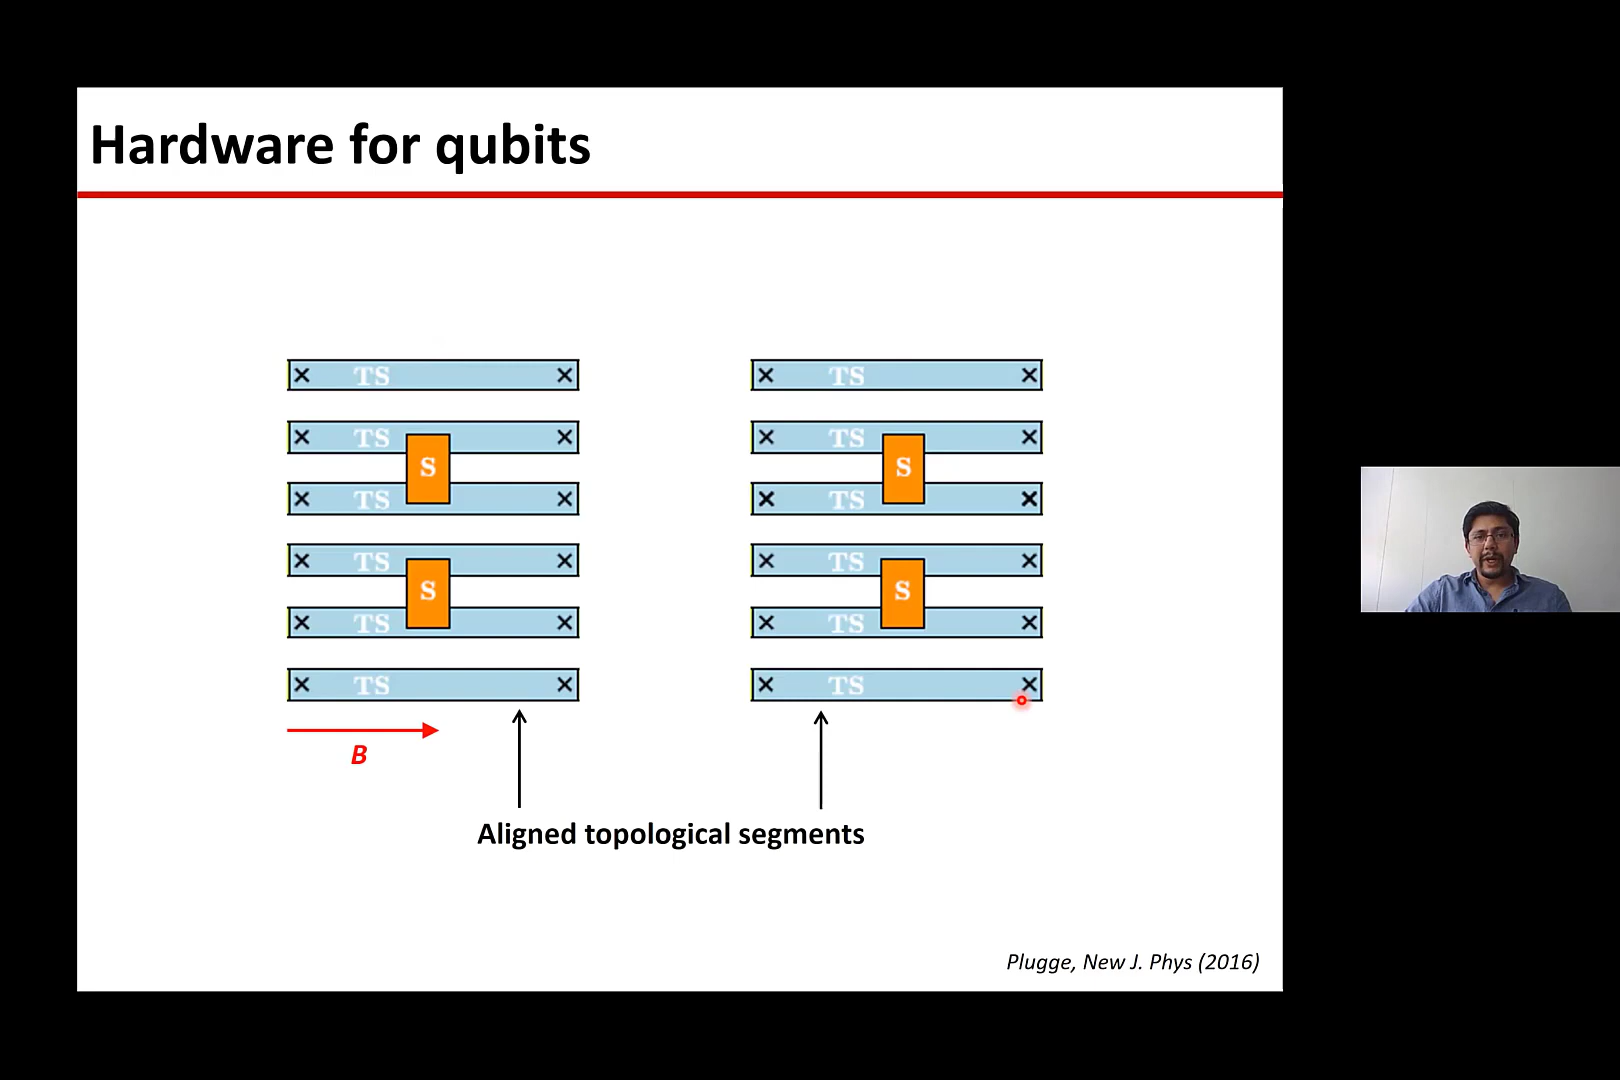 Hardware for qubits
× TS × × TS ×
× TS × × TS ×
S S
× TS × × TS ×
× TS × × TS ×
S S
× TS × × TS ×
× TS × × TS ×
B
Aligned topological segments
Plugge, New J. Phys (2016)